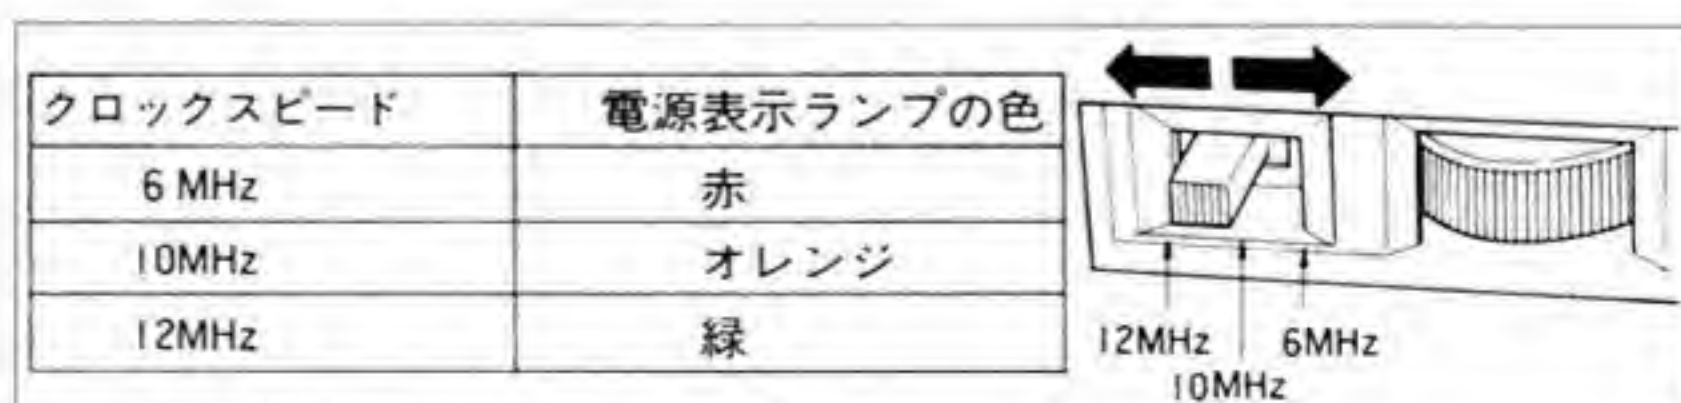 クロックスピード 電源表示ランプの色
6 MHz 赤
10MHz オレンジ
12MHz 緑
12MHz 6MHz
10MHz